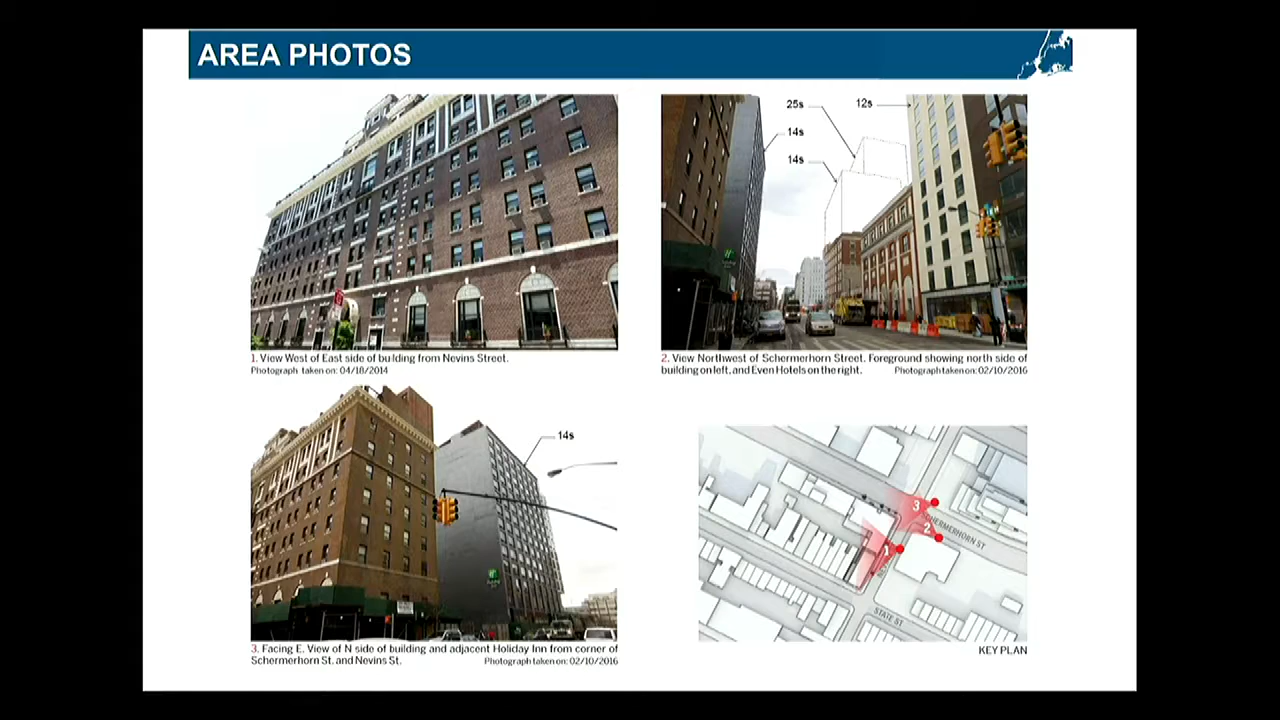 AREA PHOTOS
1. View West of East side of building from Nevins Street.
Photograph taken on: 04/18/2014
25s
12s
14s
14s
2. View Northwest of Schermerhorn Street. Foreground showing north side of
building on left, and Even Hotels on the right. Photograph taken on: 02/10/2016
14s
3. Facing E. View of N side of building and adjacent Holiday Inn from corner of
Schermerhorn St. and Nevins St. Photograph taken on: 02/10/2016
3
SCHERMERHORN ST
2
1
STATE ST
KEY PLAN